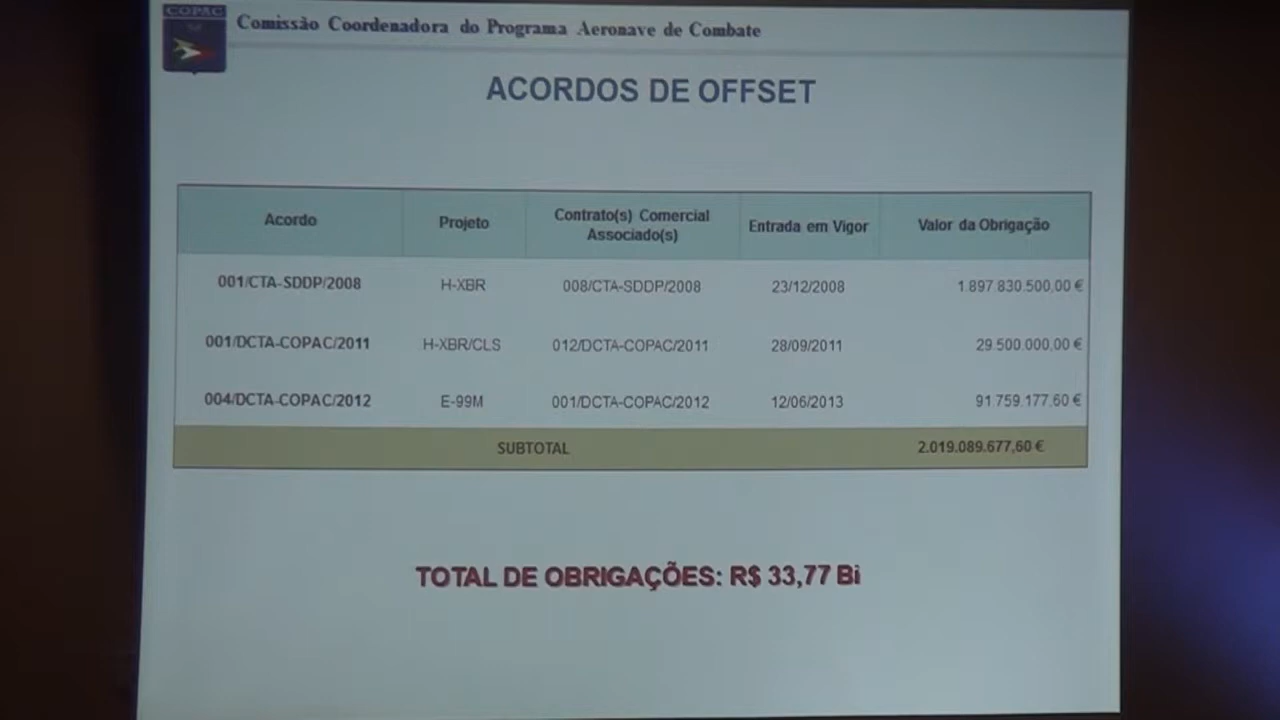 COPAC
Comissão Coordenadora do Programa Aeronave de Combate
ACORDOS DE OFFSET
Acordo Projeto Contrato(s) Comercial Associado(s) Entrada em Vigor Valor da Obrigação
001/CTA-SDDP/2008 H-XBR 008/CTA-SDDP/2008 23/12/2008 1.897.830.500,00 €
001/DCTA-COPAC/2011 H-XBR/CLS 012/DCTA-COPAC/2011 28/09/2011 29.500.000,00 €
004/DCTA-COPAC/2012 E-99M 001/DCTA-COPAC/2012 12/06/2013 91.759.177,60 €
SUBTOTAL 2.019.089.677,60 €
TOTAL DE OBRIGAÇÕES: R$ 33,77 Bi